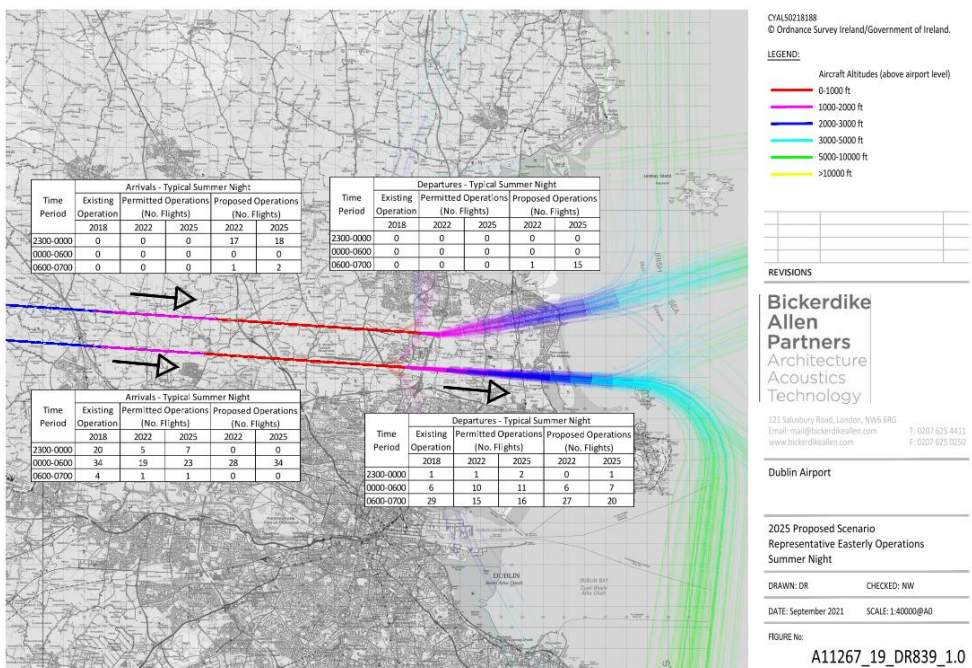 CYAL50218188
© Ordnance Survey Ireland/Government of Ireland.
LEGEND:
Aircraft Altitudes (above airport level)
0-1000 ft
1000-2000 ft
2000-3000 ft
3000-5000 ft
5000-10000 ft
>10000 ft
Arrivals - Typical Summer Night
Time Period Existing Operation Permitted Operations (No. Flights) Proposed Operations (No. Flights)
2018 2022 2025 2022 2025
2300-0000 0 0 0 17 18
0000-0600 0 0 0 0 0
0600-0700 0 0 0 1 2
Departures - Typical Summer Night
Time Period Existing Operation Permitted Operations (No. Flights) Proposed Operations (No. Flights)
2018 2022 2025 2022 2025
2300-0000 0 0 0 0 0
0000-0600 0 0 0 0 0
0600-0700 0 0 0 1 15
Arrivals - Typical Summer Night
Time Period Existing Operation Permitted Operations (No. Flights) Proposed Operations (No. Flights)
2018 2022 2025 2022 2025
2300-0000 20 5 7 0 0
0000-0600 34 19 23 28 34
0600-0700 4 1 1 0 0
Departures - Typical Summer Night
Time Period Existing Operation Permitted Operations (No. Flights) Proposed Operations (No. Flights)
2018 2022 2025 2022 2025
2300-0000 1 1 2 0 1
0000-0600 6 10 11 6 7
0600-0700 29 15 16 27 20
IRISH
SEA
DUBLIN
DUBLIN BAY
REVISIONS
Bickerdike
Allen
Partners
Architecture
Acoustics
Technology
121 Salusbury Road, London, NW6 6RG
Email: mail@bickerdikeallen.com T: 0207 625 4411
www.bickerdikeallen.com F: 0207 625 0250
Dublin Airport
2025 Proposed Scenario
Representative Easterly Operations
Summer Night
DRAWN: DR CHECKED: NW
DATE: September 2021 SCALE: 1:40000@A0
FIGURE No:
A11267_19_DR839_1.0